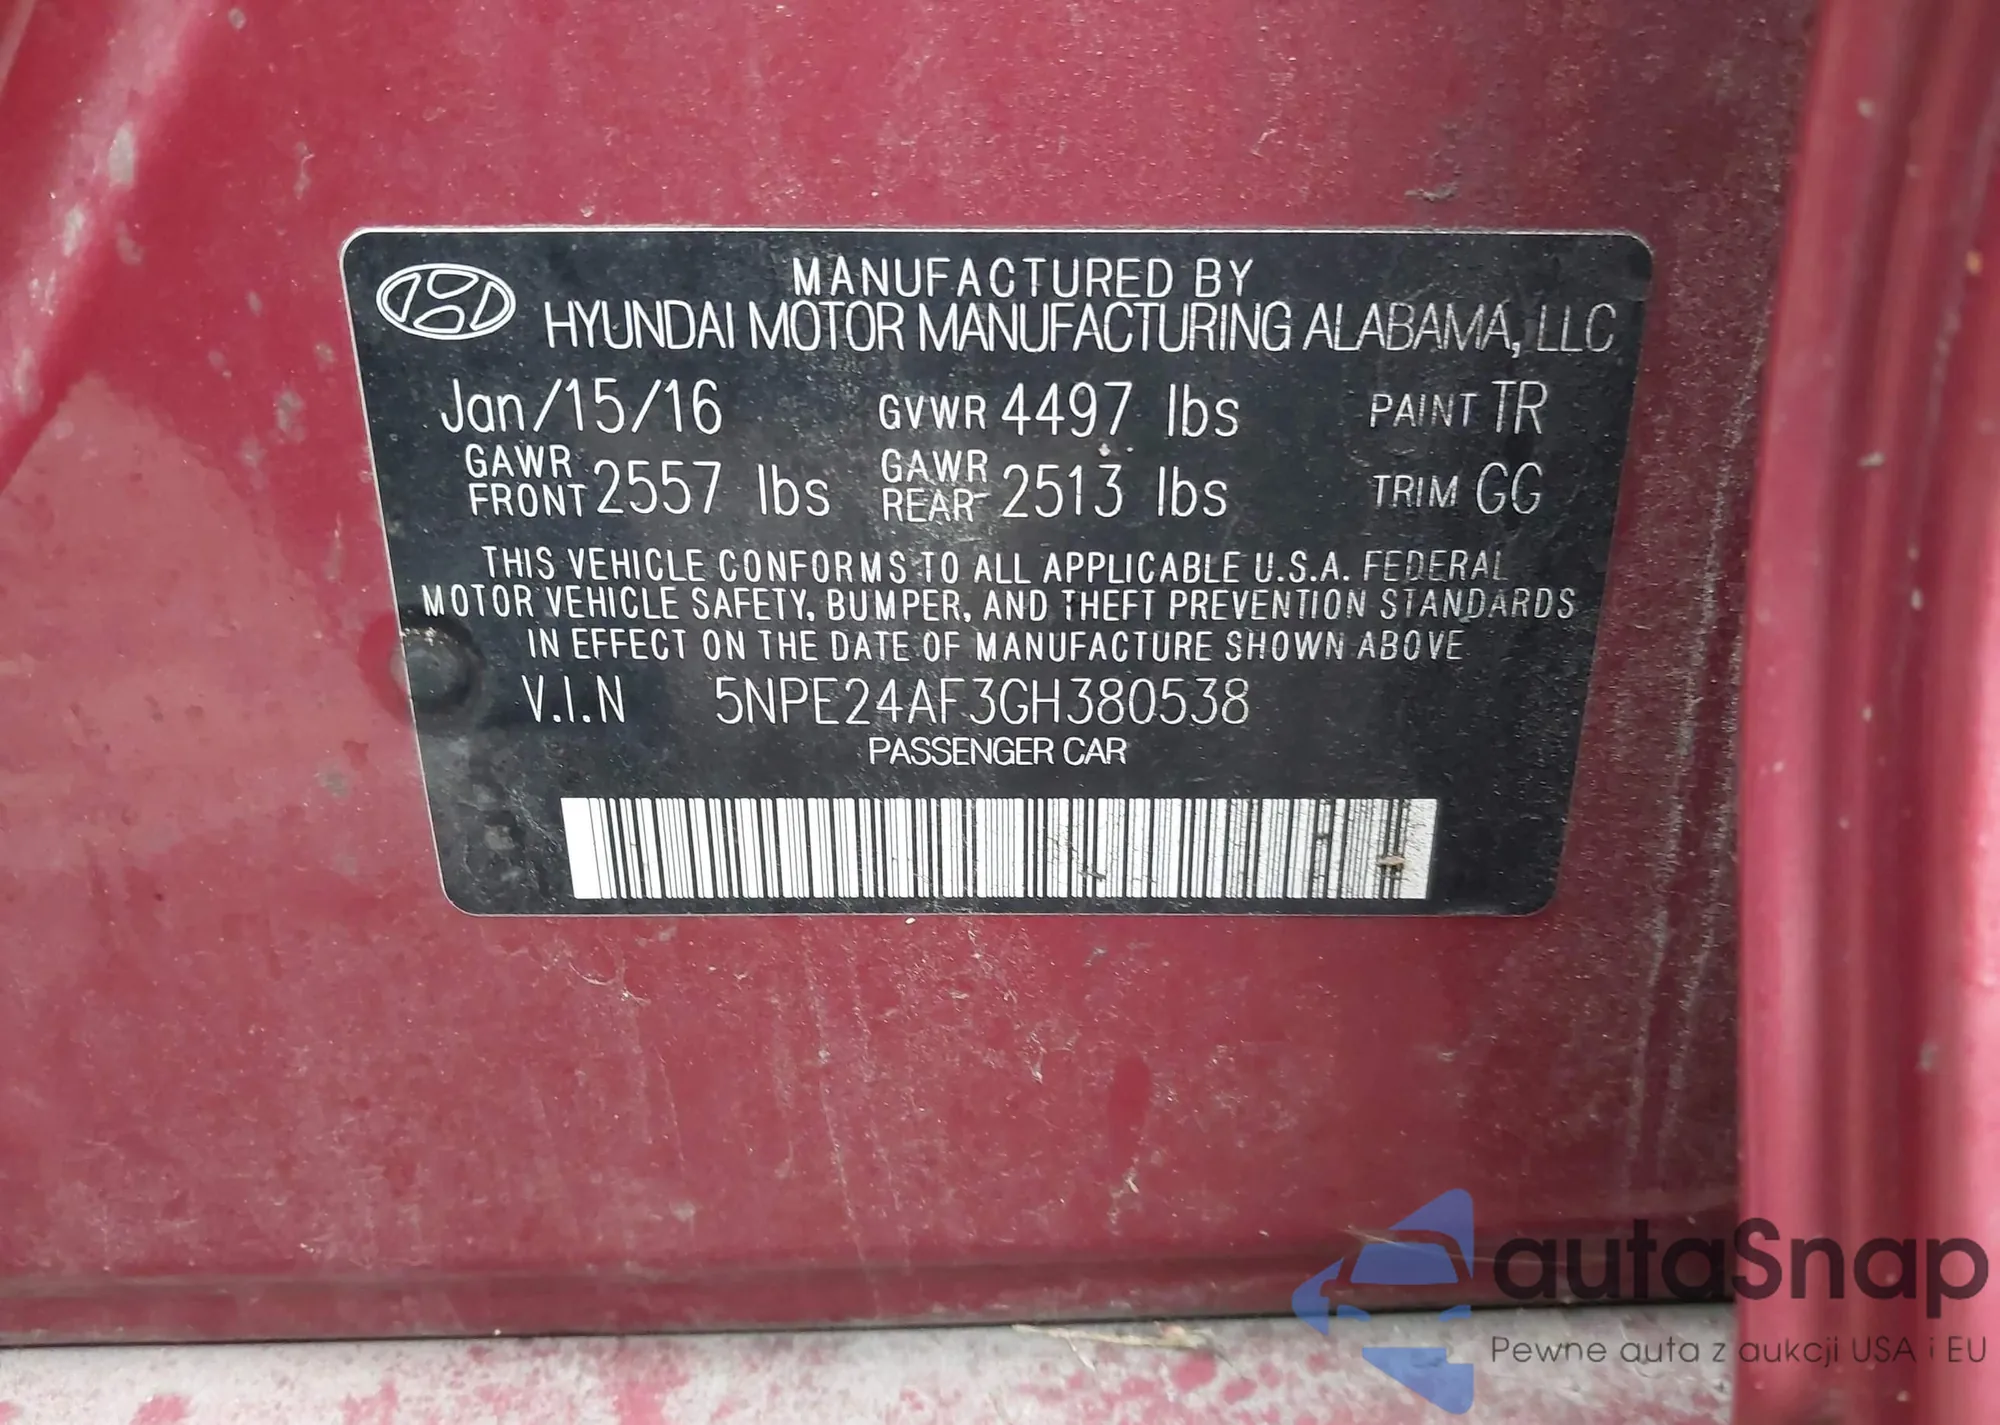 MANUFACTURED BY
HYUNDAI MOTOR MANUFACTURING ALABAMA, LLC
Jan/15/16 GVWR 4497 lbs PAINT TR
GAWR FRONT 2557 lbs GAWR REAR 2513 lbs TRIM GG
THIS VEHICLE CONFORMS TO ALL APPLICABLE U.S.A. FEDERAL
MOTOR VEHICLE SAFETY, BUMPER, AND THEFT PREVENTION STANDARDS
IN EFFECT ON THE DATE OF MANUFACTURE SHOWN ABOVE
V.I.N 5NPE24AF3GH380538
PASSENGER CAR
autaSnap
Pewne auta z aukcji USA i EU